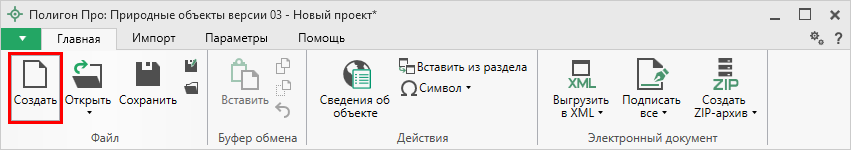 Полигон Про: Природные объекты версии 03 - Новый проект*
Главная Импорт Параметры Помощь
?
Создать Открыть Сохранить Вставить Сведения об объекте Вставить из раздела Символ XML Выгрузить в XML Подписать все ZIP Создать ZIP-архив
Файл Буфер обмена Действия Электронный документ